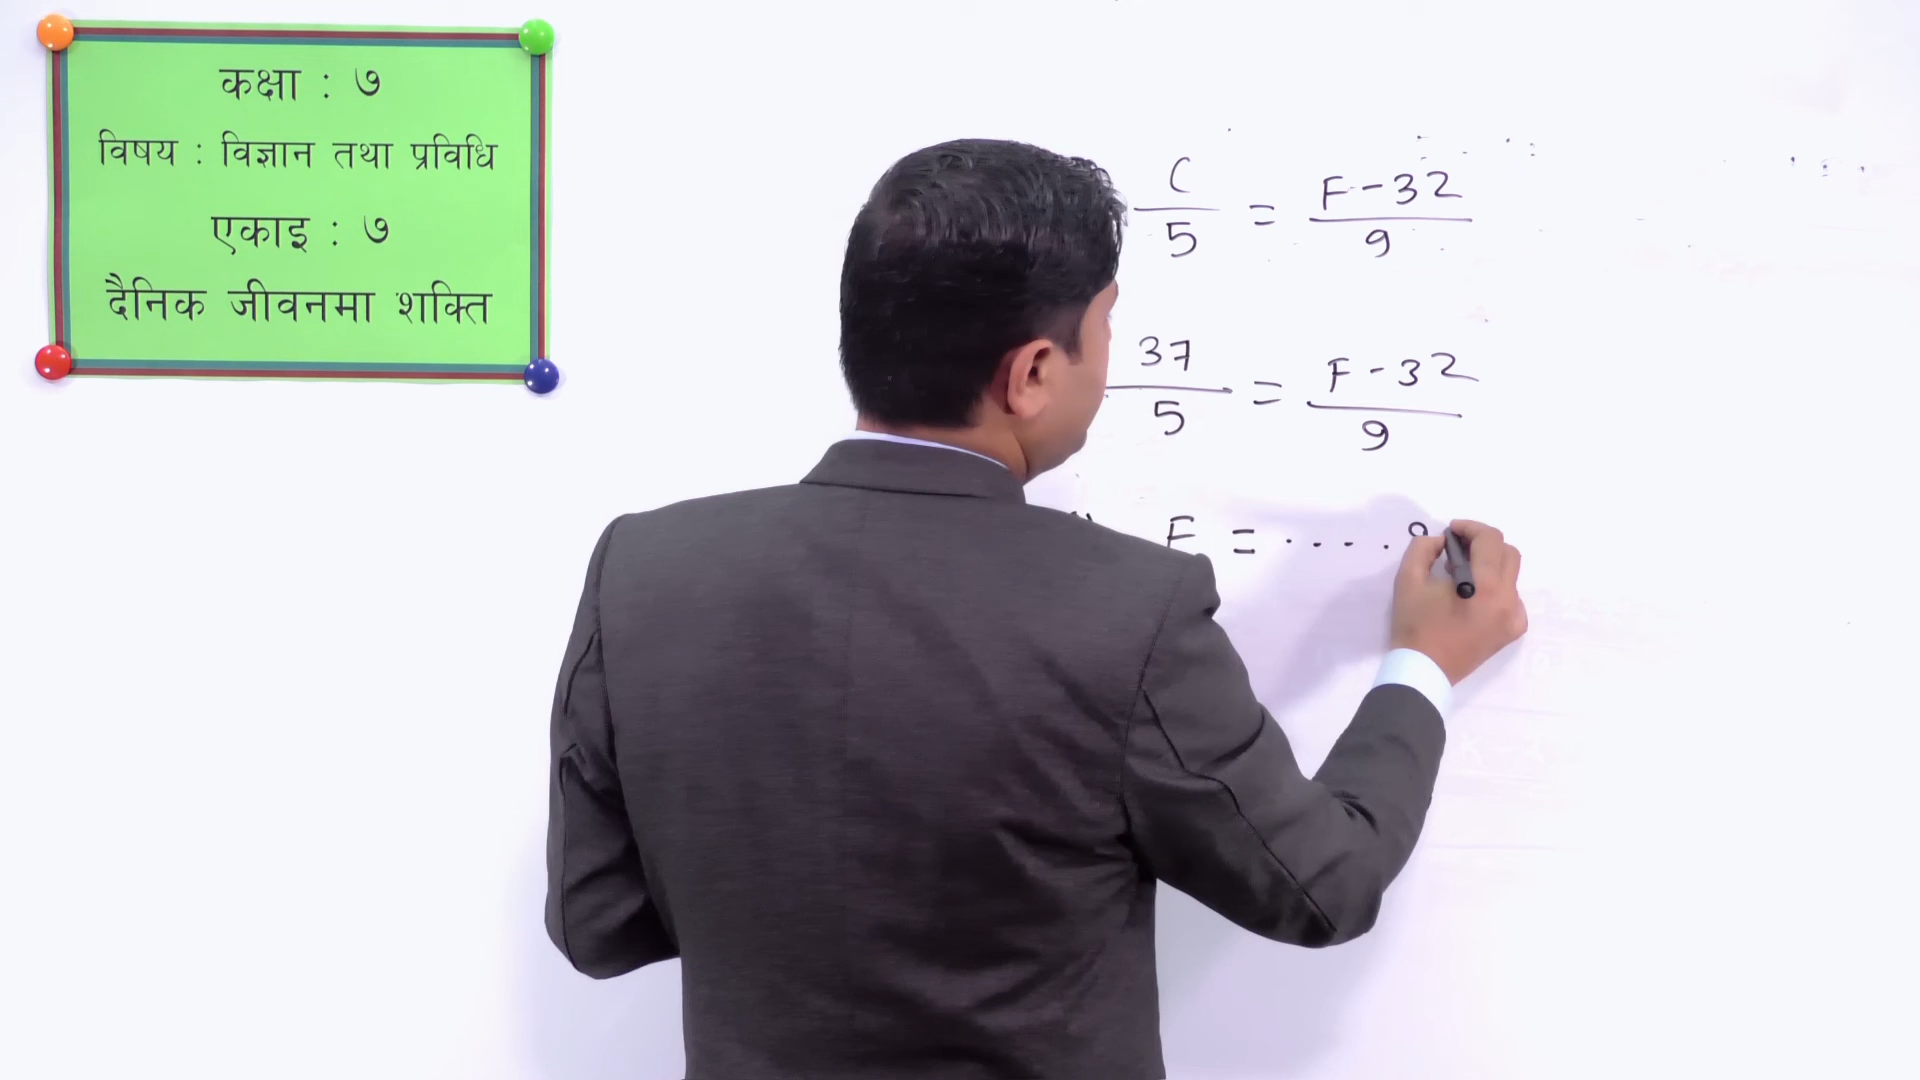 कक्षा : ७
विषय : विज्ञान तथा प्रविधि
एकाइ : ७
दैनिक जीवनमा शक्ति
C/5 = F-32/9
37/5 = F-32/9
F = ....